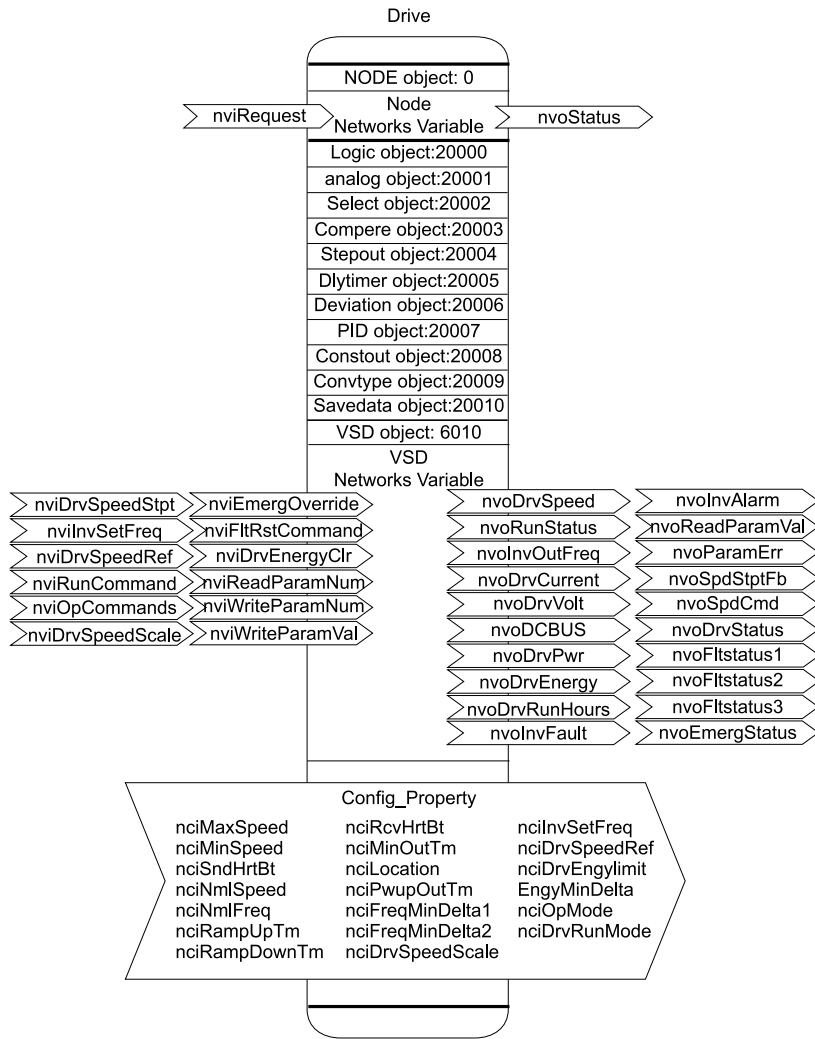 Drive
NODE object: 0
Node
Networks Variable
nviRequest
nvoStatus
Logic object:20000
analog object:20001
Select object:20002
Compere object:20003
Stepout object:20004
Dlytimer object:20005
Deviation object:20006
PID object:20007
Constout object:20008
Convtype object:20009
Savedata object:20010
VSD object: 6010
VSD
Networks Variable
nviDrvSpeedStpt nviEmergOverride
nviInvSetFreq nviFltRstCommand
nviDrvSpeedRef nviDrvEnergyClr
nviRunCommand nviReadParamNum
nviOpCommands nviWriteParamNum
nviDrvSpeedScale nviWriteParamVal
nvoDrvSpeed nvoInvAlarm
nvoRunStatus nvoReadParamVal
nvoInvOutFreq nvoParamErr
nvoDrvCurrent nvoSpdStptFb
nvoDrvVolt nvoSpdCmd
nvoDCBUS nvoDrvStatus
nvoDrvPwr nvoFltstatus1
nvoDrvEnergy nvoFltstatus2
nvoDrvRunHours nvoFltstatus3
nvoInvFault nvoEmergStatus
Config_Property
nciMaxSpeed nciRcvHrtBt nciInvSetFreq
nciMinSpeed nciMinOutTm nciDrvSpeedRef
nciSndHrtBt nciLocation nciDrvEngylimit
nciNmlSpeed nciPwupOutTm EngyMinDelta
nciNmlFreq nciFreqMinDelta1 nciOpMode
nciRampUpTm nciFreqMinDelta2 nciDrvRunMode
nciRampDownTm nciDrvSpeedScale